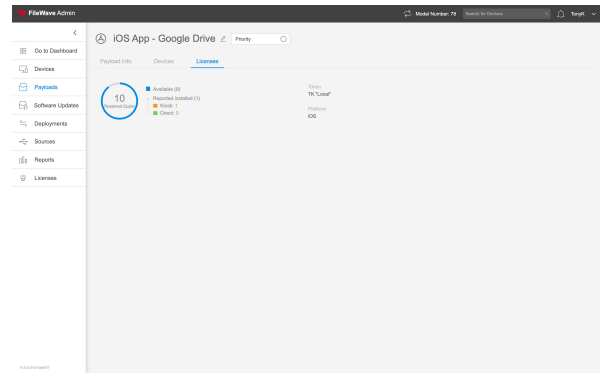 FileWave Admin
Model Number: 78
Search for Devices
TonyK
Go to Dashboard
Devices
Payloads
Software Updates
Deployments
Sources
Reports
Licenses
iOS App - Google Drive
Priority
Payload Info
Devices
Licenses
10
Reserved Qunt
Available (9)
Reported Installed (1)
Kiosk: 1
Direct: 0
Token
TK "Local"
Platform
iOS